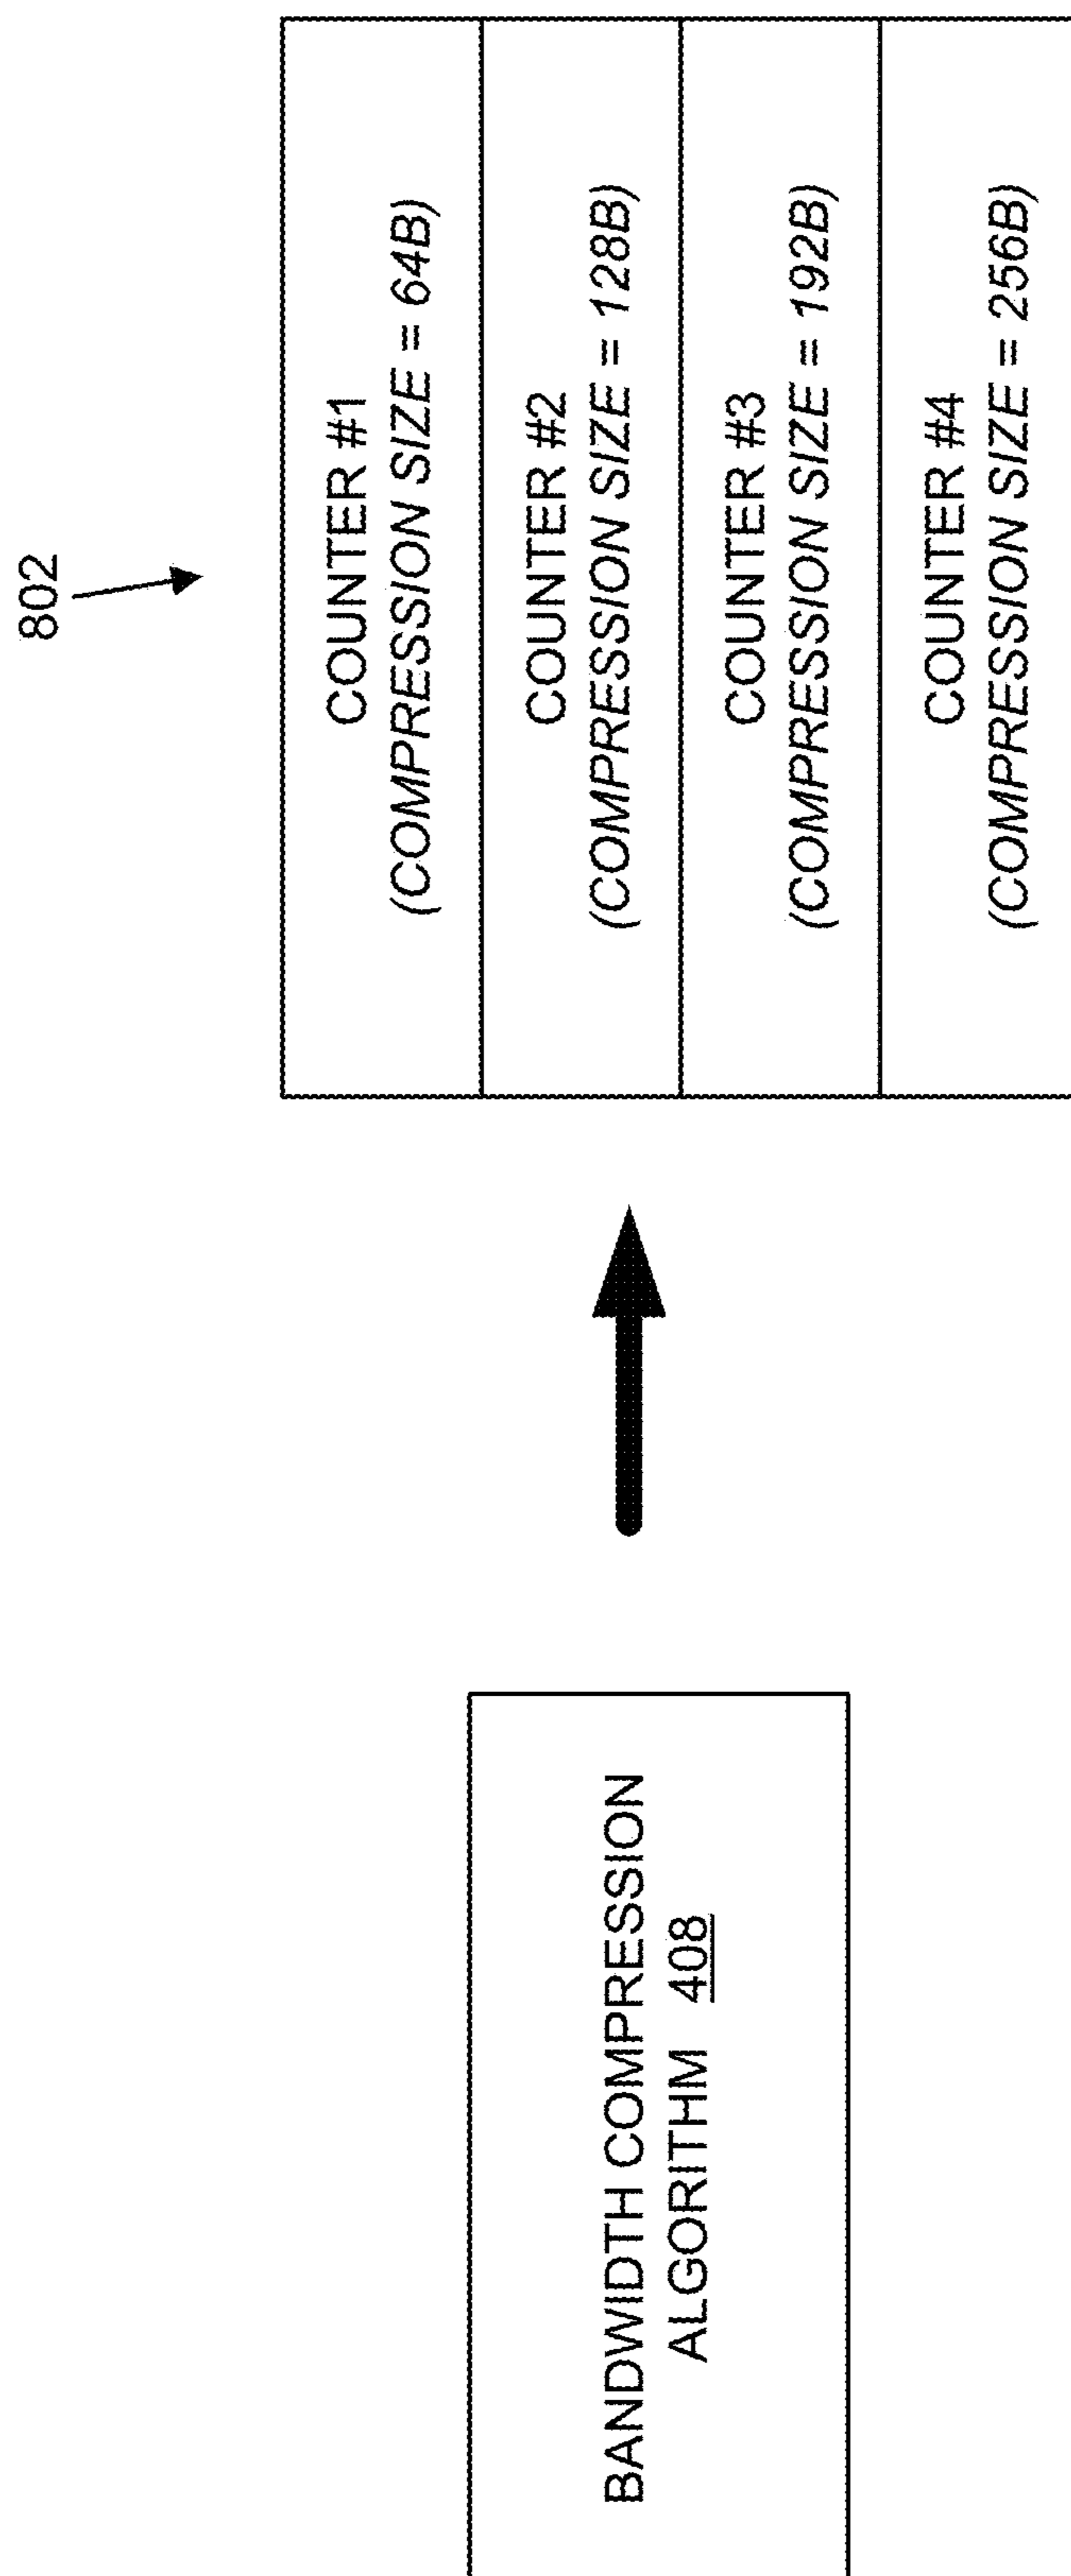 802
BANDWIDTH COMPRESSION
ALGORITHM 408
COUNTER #1
(COMPRESSION SIZE = 64B)
COUNTER #2
(COMPRESSION SIZE = 128B)
COUNTER #3
(COMPRESSION SIZE = 192B)
COUNTER #4
(COMPRESSION SIZE = 256B)